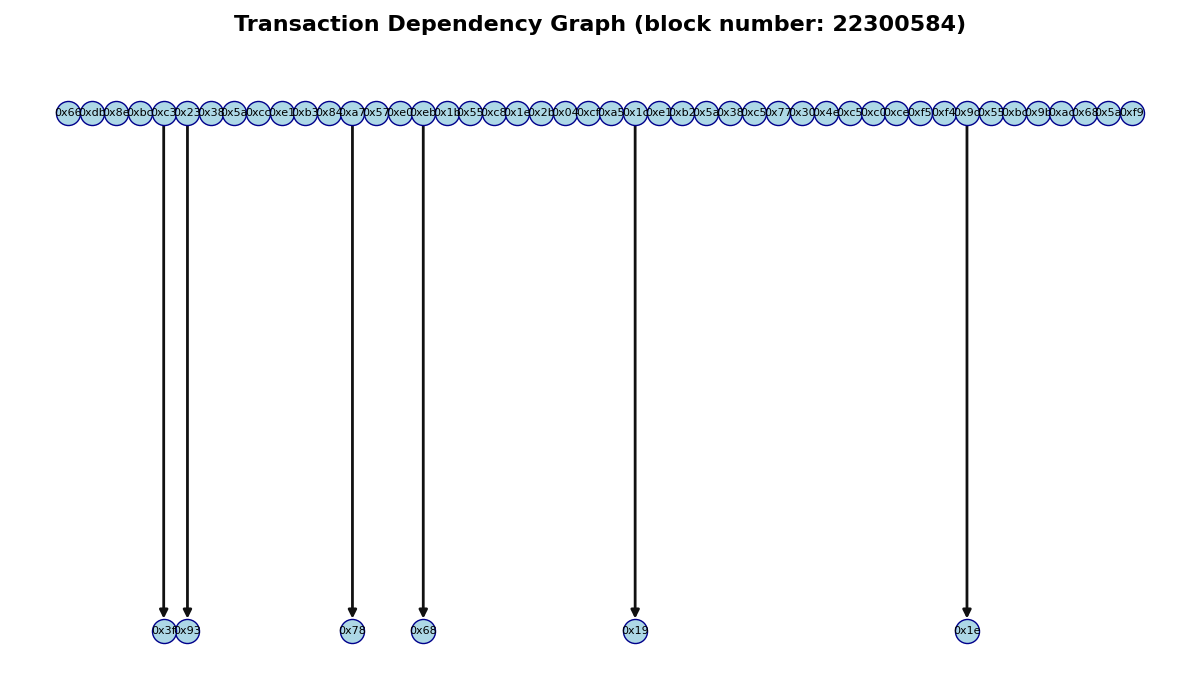 Transaction Dependency Graph (block number: 22300584)
0x66 0xdb 0x8e 0xbc 0xc3 0x23 0x38 0x5a 0xcc 0xe1 0xb3 0x84 0xa7 0x57 0xe0 0xeb 0x1b 0x55 0xc8 0x1e 0x2b 0x04 0xcf 0xa5 0x1c 0xe1 0xb2 0x5a 0x38 0xc5 0x77 0x30 0x4e 0xc5 0xc0 0xce 0xf5 0xf4 0x9c 0x55 0xbc 0x9b 0xac 0x68 0x5a 0xf9
0x3f 0x93 0x78 0x68 0x19 0x1e